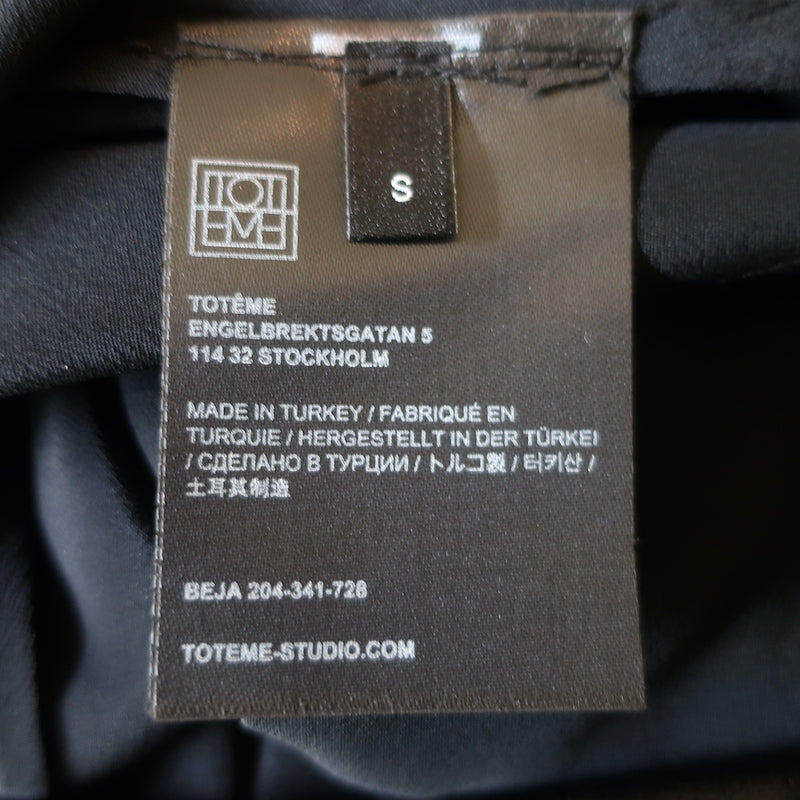 S
TOTÊME
TOTÊME
ENGELBREKTSGATAN 5
114 32 STOCKHOLM
MADE IN TURKEY / FABRIQUÉ EN
TURQUIE / HERGESTELLT IN DER TÜRKEI
/ СДЕЛАНО В ТУРЦИИ / トルコ製 / 터키산 /
土耳其制造
BEJA 204-341-728
TOTEME-STUDIO.COM